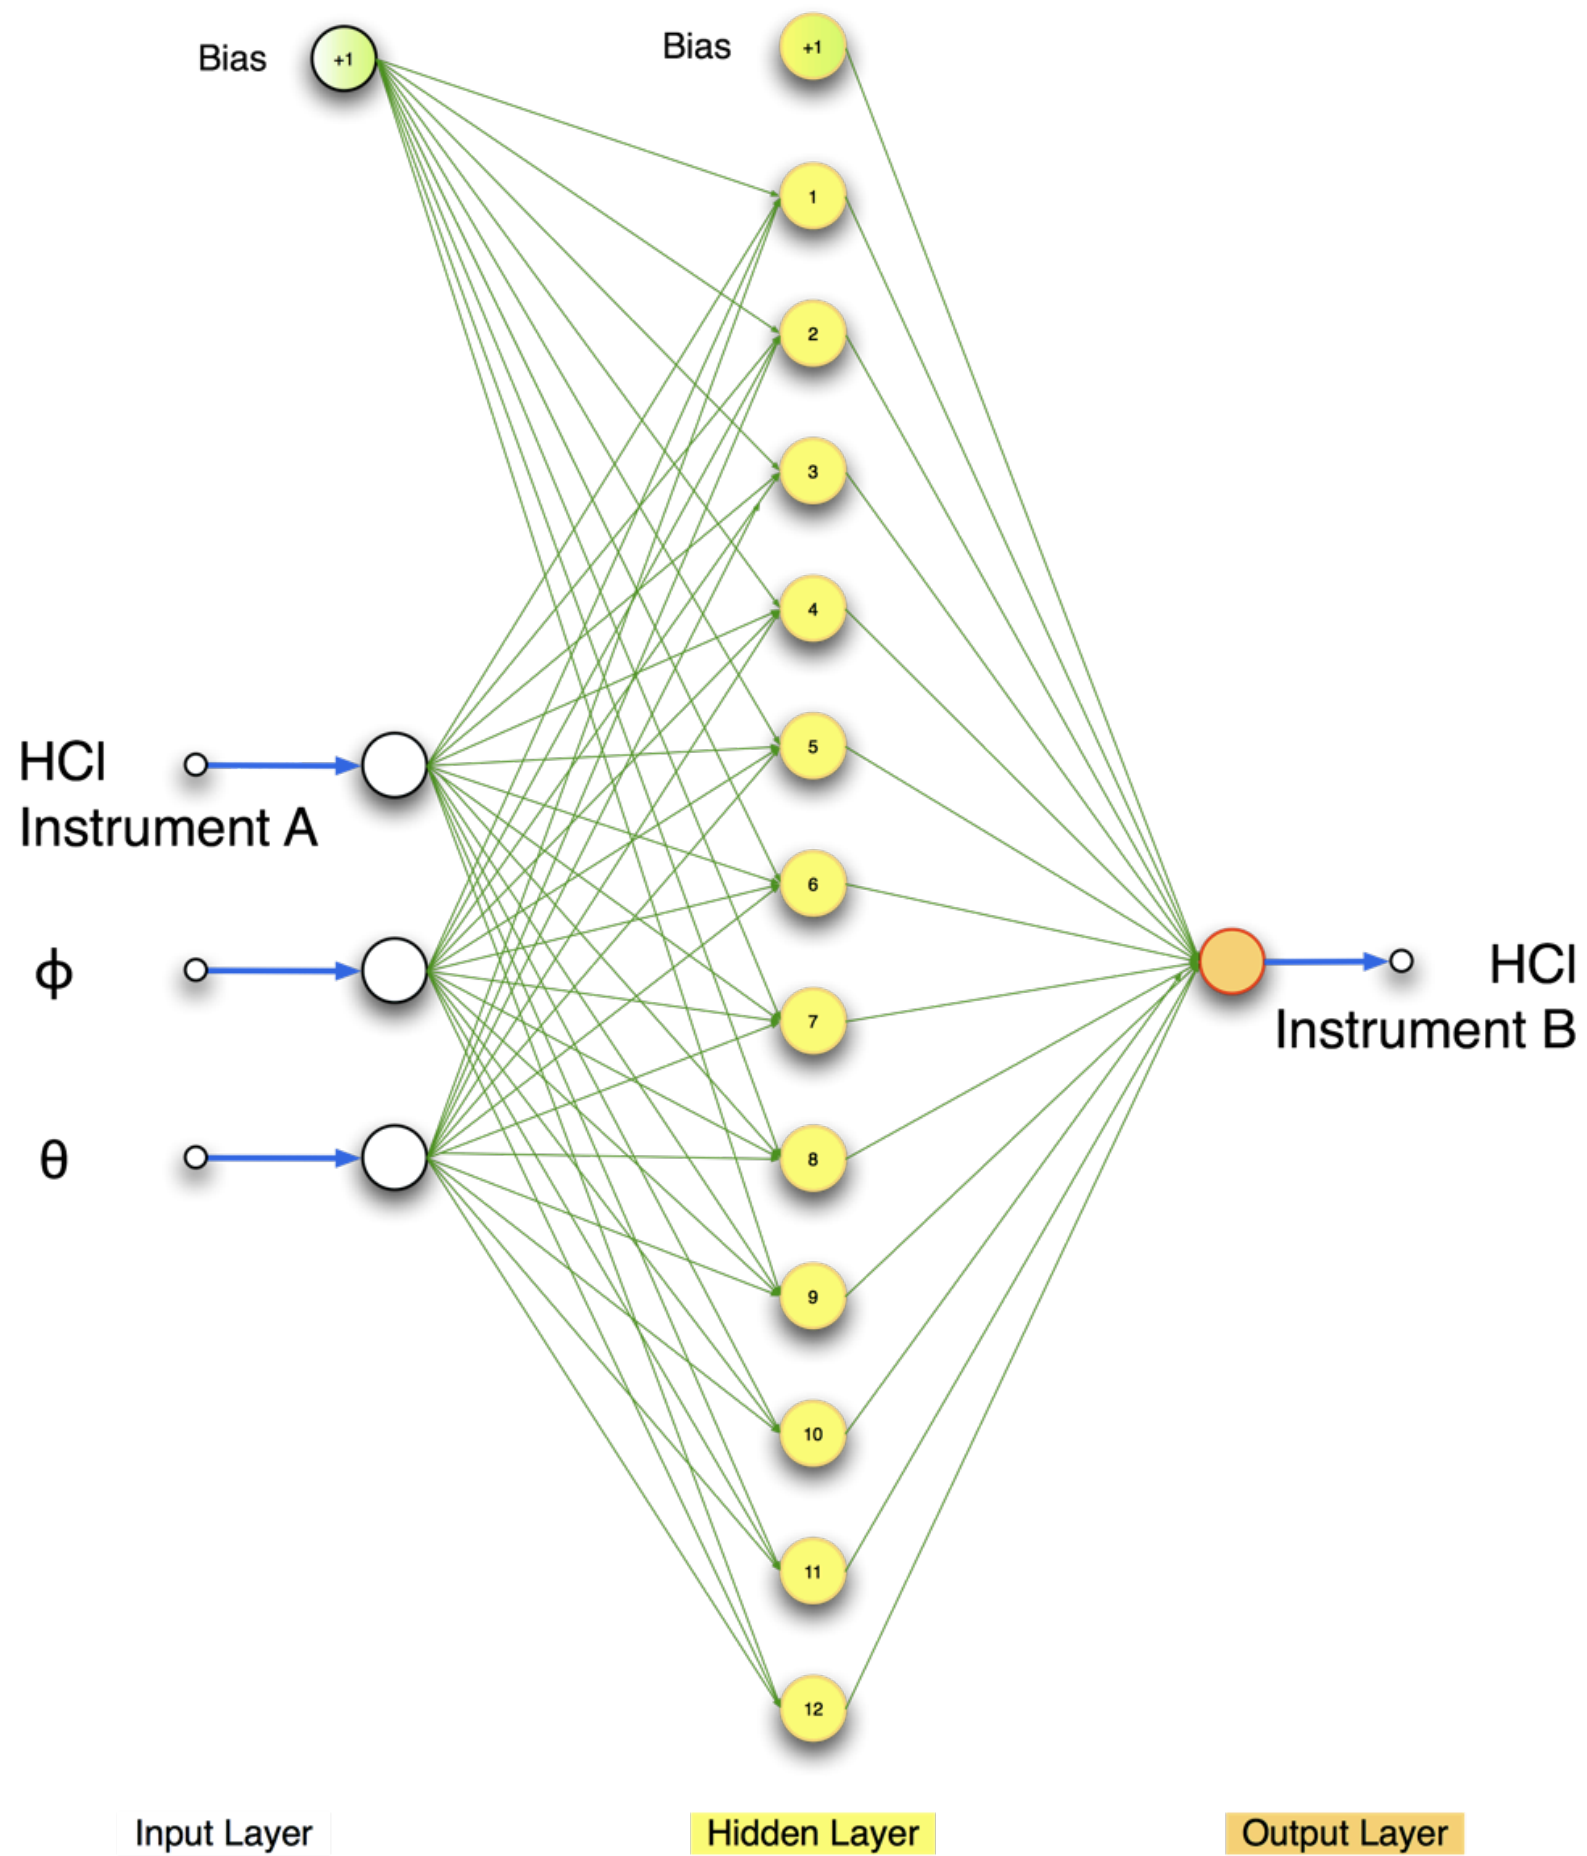 Bias
+1
Bias
+1
1
2
3
4
5
6
7
8
9
10
11
12
HCl
Instrument A
ϕ
θ
HCl
Instrument B
Input Layer
Hidden Layer
Output Layer